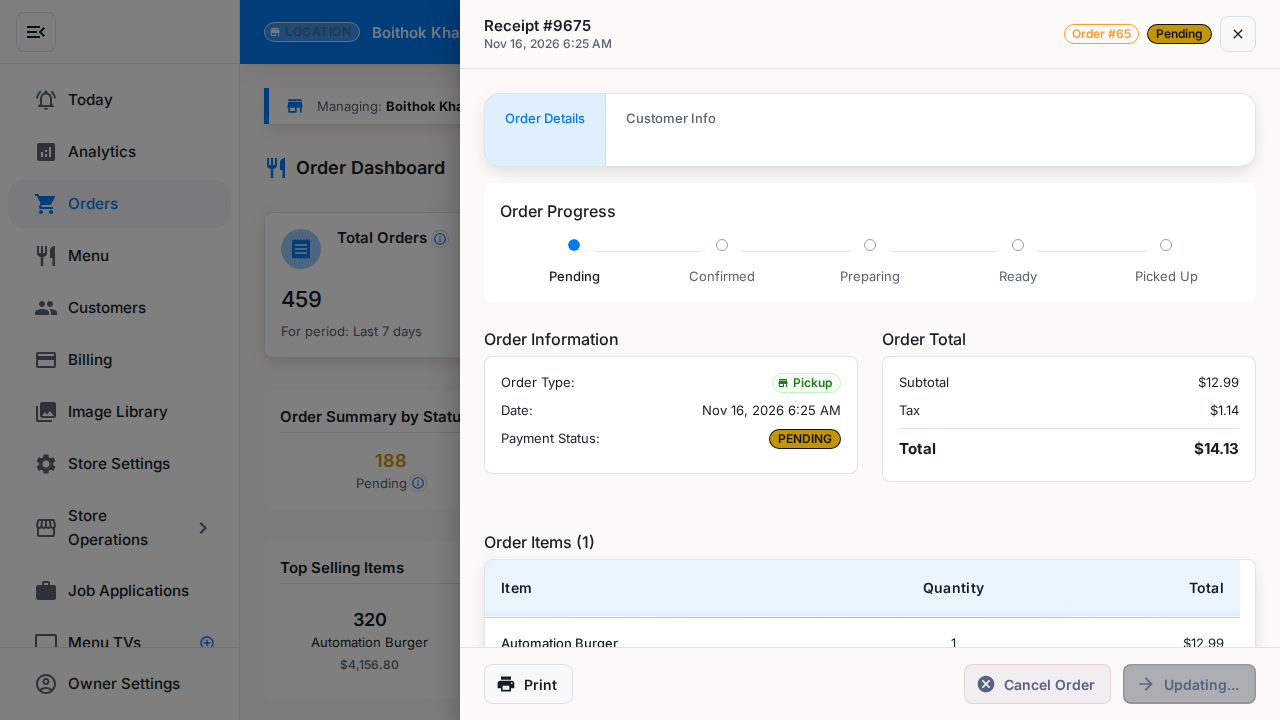 LOCATION
Boithok Kha
Today
Analytics
Orders
Menu
Customers
Billing
Image Library
Store Settings
Store
Operations
Job Applications
Menu TVs
Owner Settings
Managing: Boithok Kha
Order Dashboard
Total Orders
459
For period: Last 7 days
Order Summary by Statu
188
Pending
Top Selling Items
320
Automation Burger
$4,156.80
Receipt #9675
Nov 16, 2026 6:25 AM
Order #65
Pending
Order Details
Customer Info
Order Progress
Pending
Confirmed
Preparing
Ready
Picked Up
Order Information
Order Type:
Pickup
Date:
Nov 16, 2026 6:25 AM
Payment Status:
PENDING
Order Total
Subtotal
$12.99
Tax
$1.14
Total
$14.13
Order Items (1)
Item
Quantity
Total
Automation Burger
1
$12.99
Print
Cancel Order
Updating...